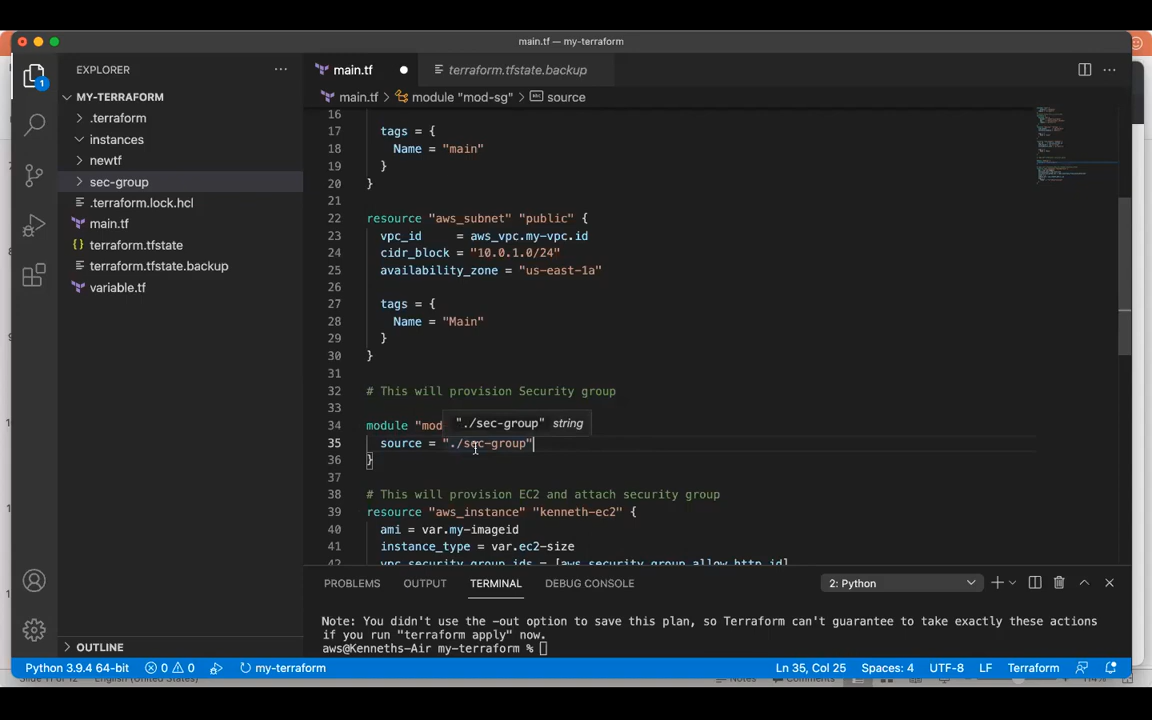 main.tf — my-terraform
EXPLORER
main.tf
terraform.tfstate.backup
MY-TERRAFORM
main.tf > module "mod-sg" > source
.terraform
instances
newtf
sec-group
.terraform.lock.hcl
main.tf
terraform.tfstate
terraform.tfstate.backup
variable.tf
16
17 tags = {
18 Name = "main"
19 }
20 }
21
22 resource "aws_subnet" "public" {
23 vpc_id = aws_vpc.my-vpc.id
24 cidr_block = "10.0.1.0/24"
25 availability_zone = "us-east-1a"
26
27 tags = {
28 Name = "Main"
29 }
30 }
31
32 # This will provision Security group
33
"./sec-group" string
34 module "mod
35 source = "./sec-group"
36 }
37
38 # This will provision EC2 and attach security group
39 resource "aws_instance" "kenneth-ec2" {
40 ami = var.my-imageid
41 instance_type = var.ec2-size
42 vpc_security_group_ids = [aws_security_group.allow_http.id]
PROBLEMS OUTPUT TERMINAL DEBUG CONSOLE
2: Python
Note: You didn't use the -out option to save this plan, so Terraform can't guarantee to take exactly these actions
if you run "terraform apply" now.
aws@Kenneths-Air my-terraform %
OUTLINE
Python 3.9.4 64-bit 0 0 my-terraform Ln 35, Col 25 Spaces: 4 UTF-8 LF Terraform